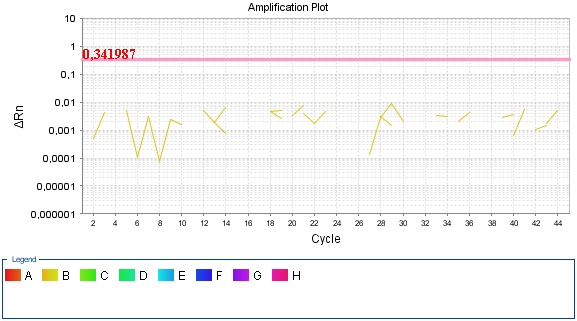 Amplification Plot
10
1
0,341987
0,1
0,01
0,001
0,0001
0,00001
0,000001
ΔRn
2 4 6 8 10 12 14 16 18 20 22 24 26 28 30 32 34 36 38 40 42 44
Cycle
Legend
A B C D E F G H